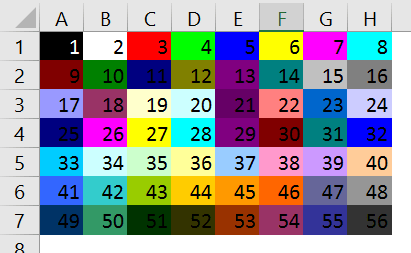 A B C D E F G H
1 1 2 3 4 5 6 7 8
2 9 10 11 12 13 14 15 16
3 17 18 19 20 21 22 23 24
4 25 26 27 28 29 30 31 32
5 33 34 35 36 37 38 39 40
6 41 42 43 44 45 46 47 48
7 49 50 51 52 53 54 55 56
8